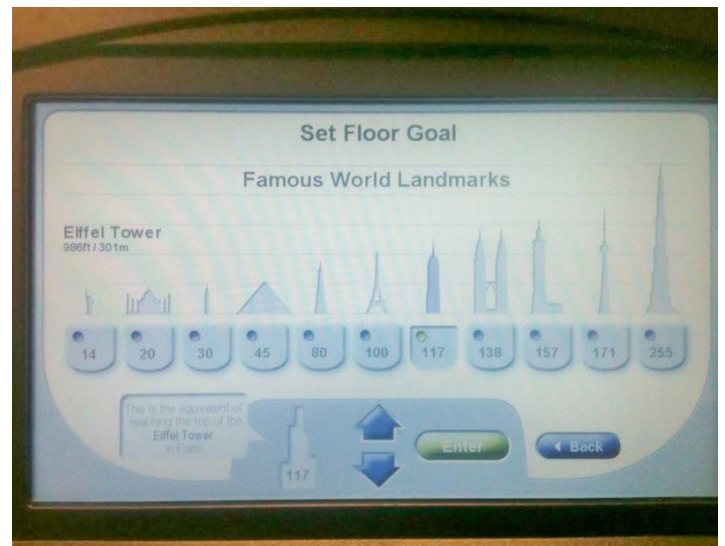 Set Floor Goal
Famous World Landmarks
Eiffel Tower
986ft / 301m
14 20 30 45 80 100 117 138 157 171 255
This is the equivalent of
reaching the top of the
Eiffel Tower
in Paris
117
Enter
Back